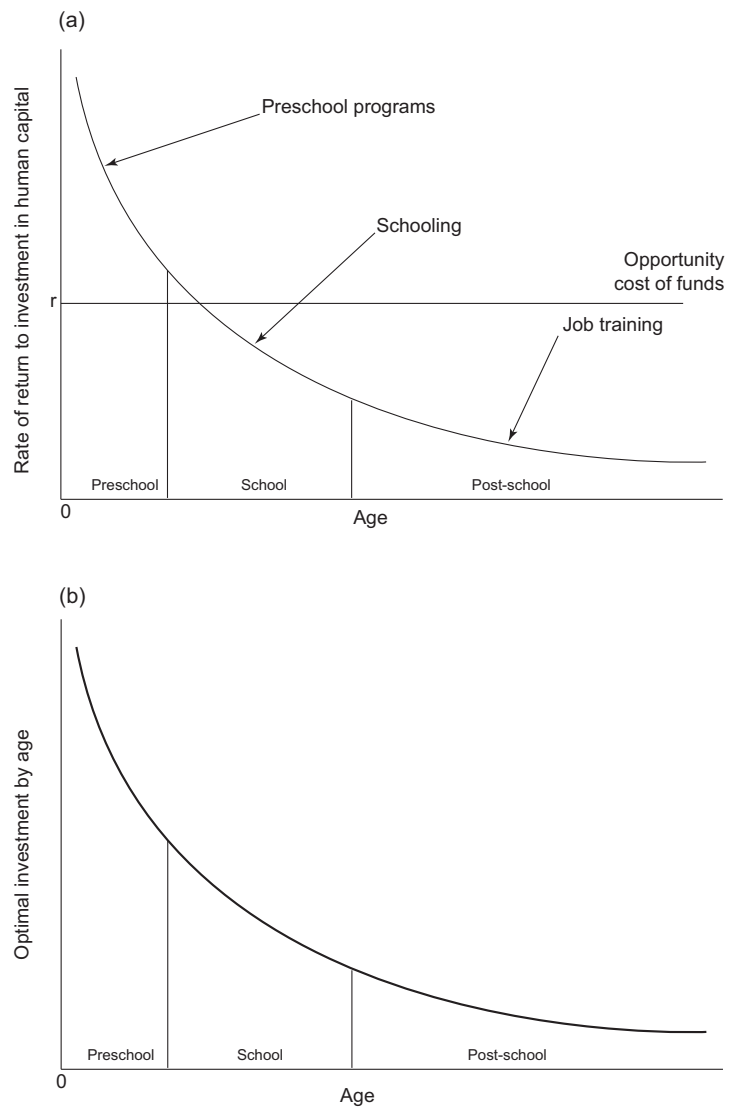 (a)
Rate of return to investment in human capital
Preschool programs
Schooling
Opportunity
cost of funds
r
Job training
Preschool
School
Post-school
0
Age
(b)
Optimal investment by age
Preschool
School
Post-school
0
Age